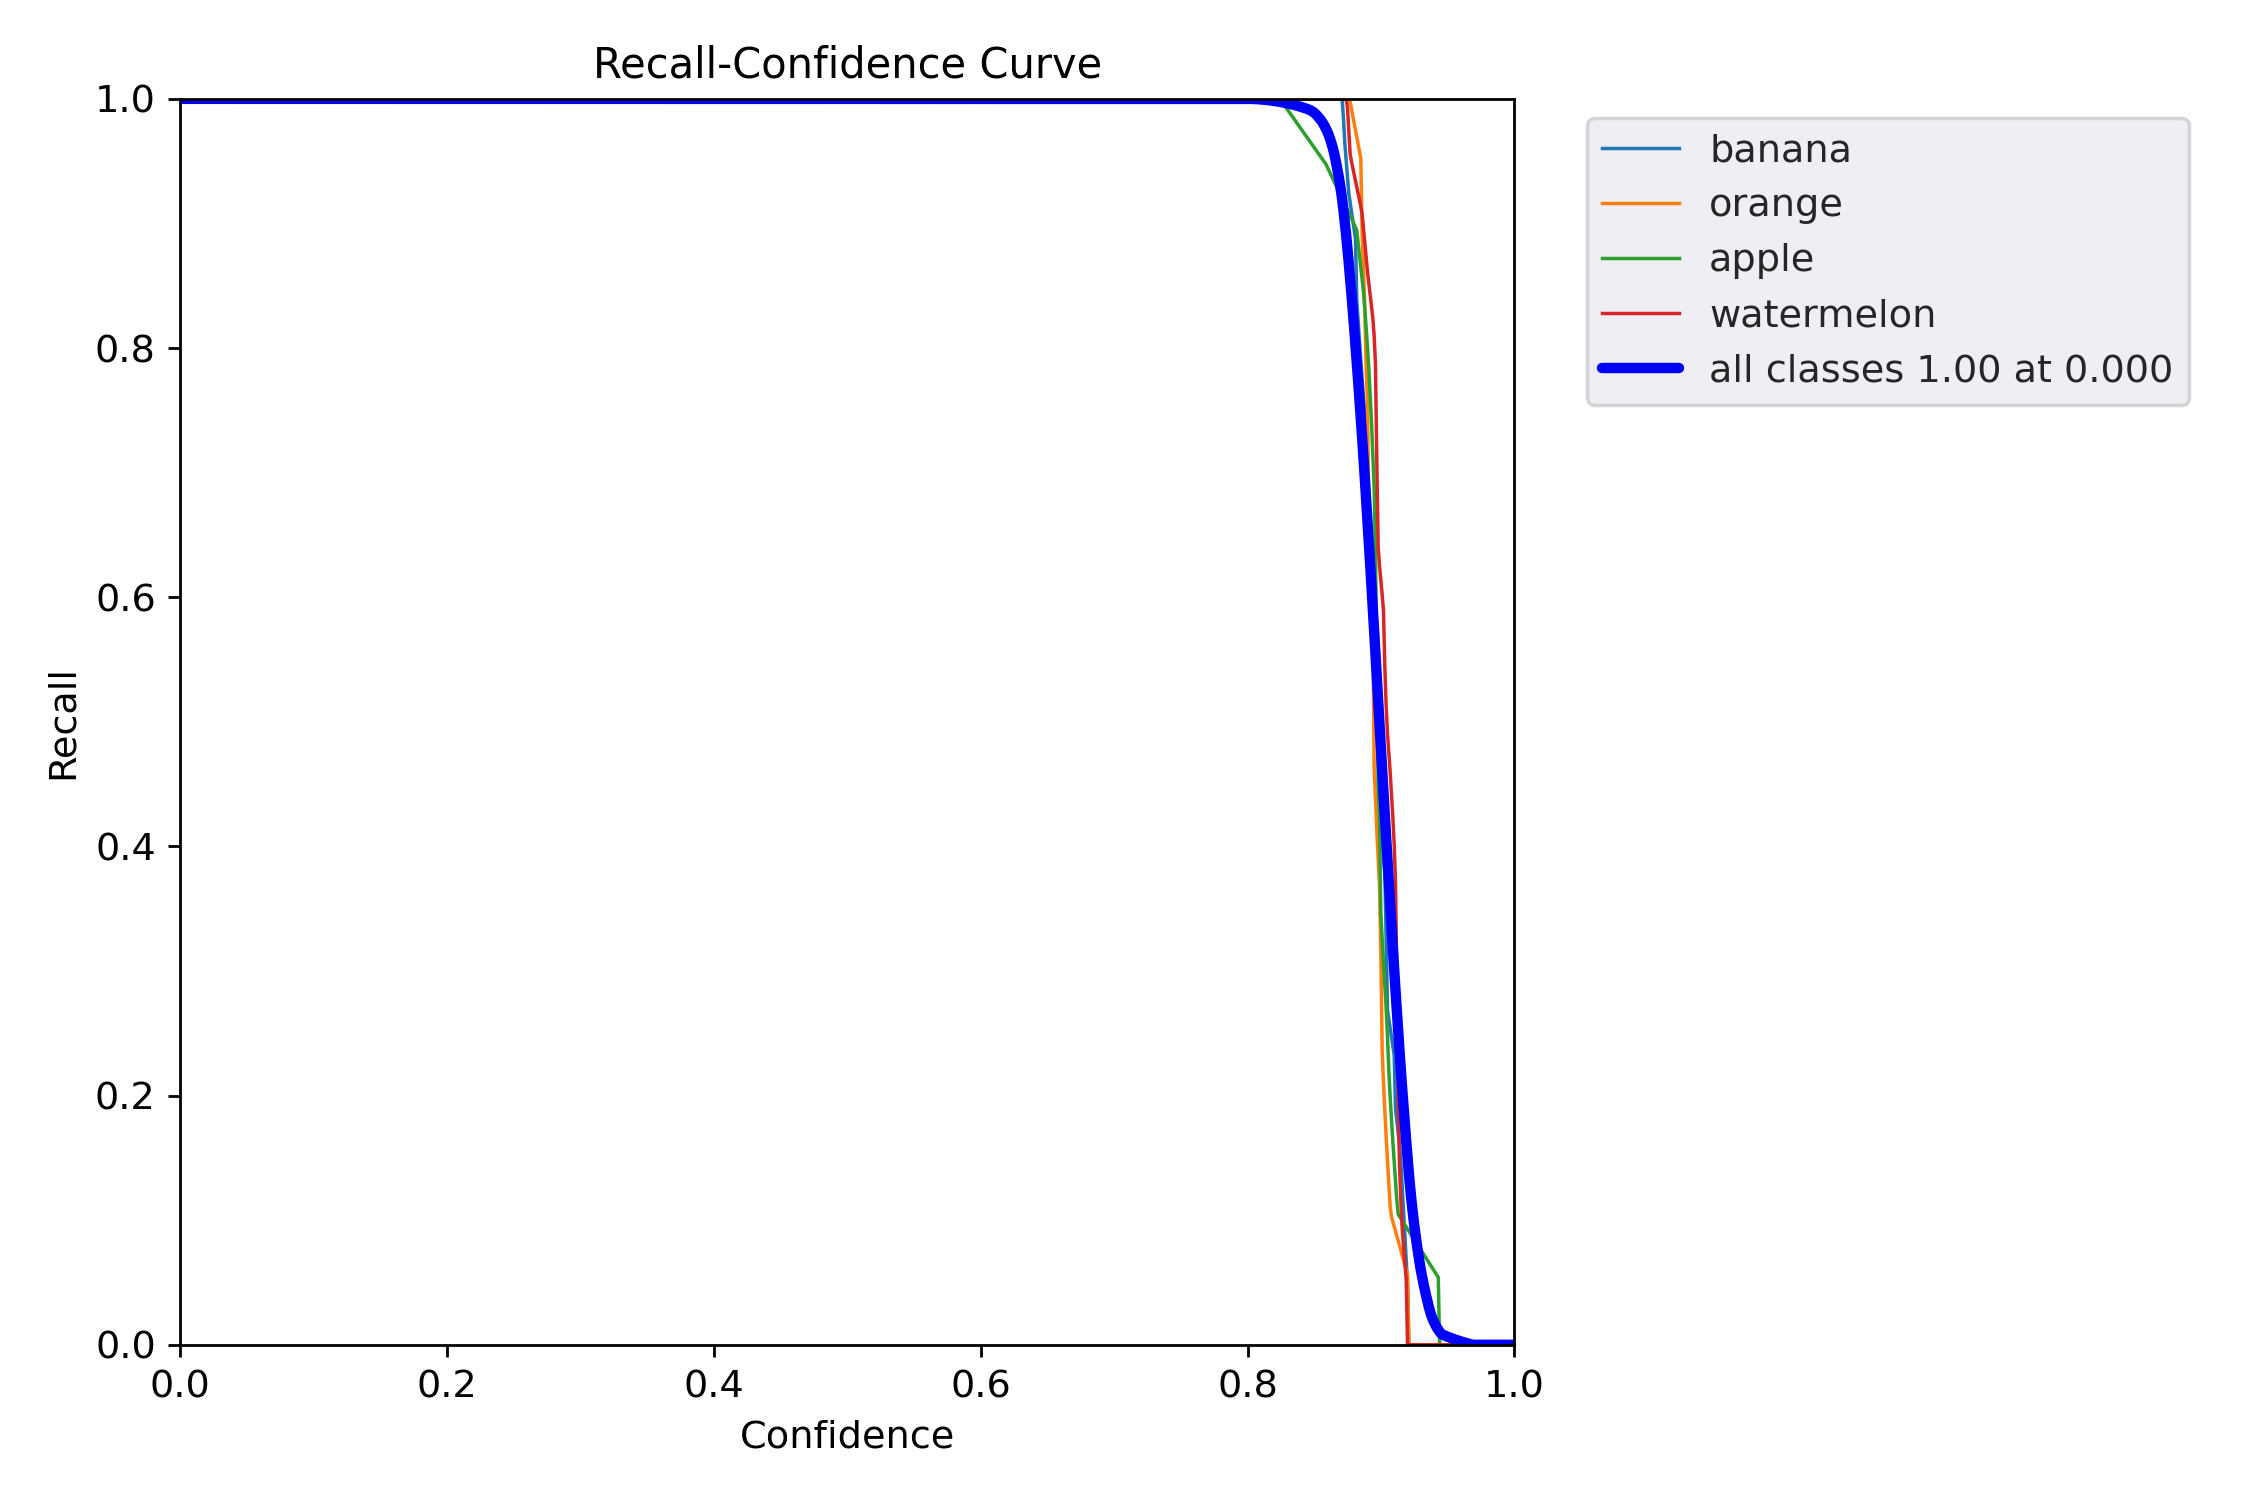 Recall-Confidence Curve
1.0
0.8
0.6
0.4
0.2
0.0
Recall
0.0 0.2 0.4 0.6 0.8 1.0
Confidence
banana
orange
apple
watermelon
all classes 1.00 at 0.000